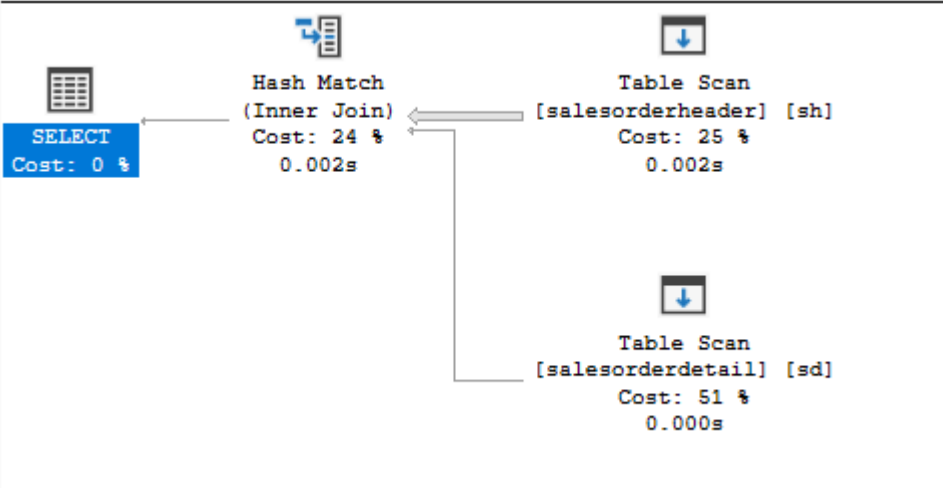 SELECT
Cost: 0 %
Hash Match
(Inner Join)
Cost: 24 %
0.002s
Table Scan
[salesorderheader] [sh]
Cost: 25 %
0.002s
Table Scan
[salesorderdetail] [sd]
Cost: 51 %
0.000s